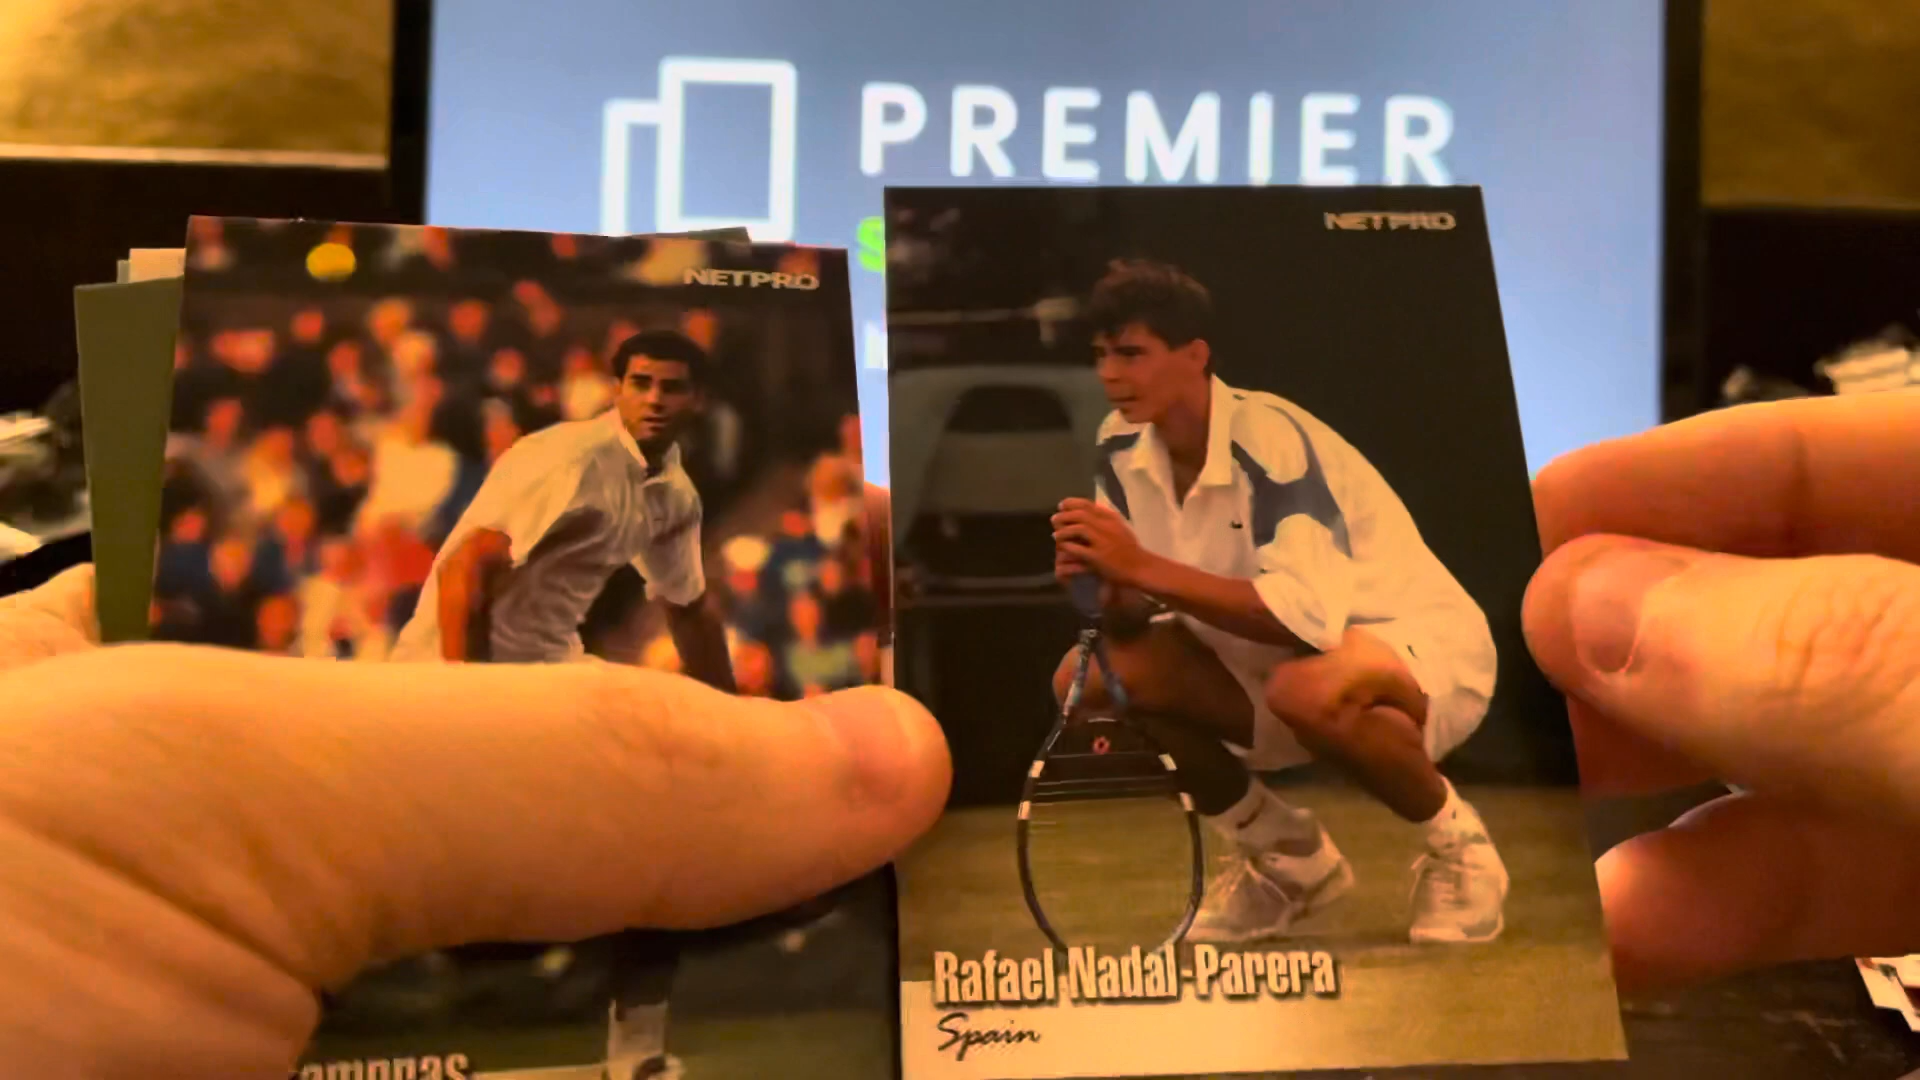 PREMIER
NETPRO
NETPRO
Rafael Nadal-Parera
Spain